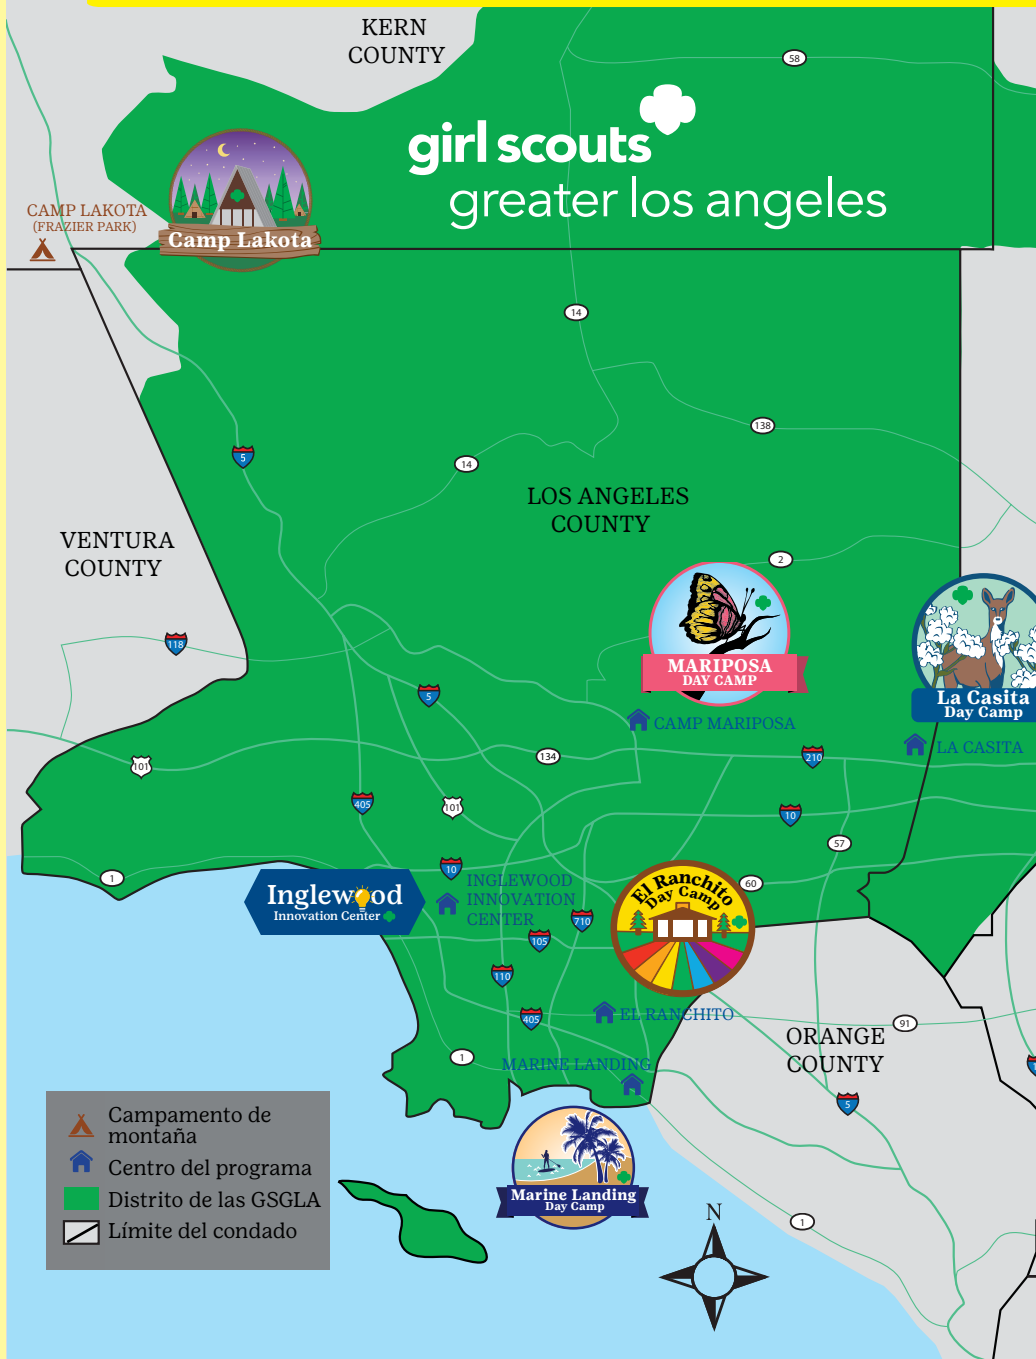 KERN
COUNTY
58
girl scouts
greater los angeles
CAMP LAKOTA
(FRAZIER PARK)
Camp Lakota
14
138
5
14
LOS ANGELES
COUNTY
VENTURA
COUNTY
2
118
MARIPOSA
DAY CAMP
La Casita
Day Camp
5
CAMP MARIPOSA
LA CASITA
134
210
101
405
101
10
57
10
1
60
Inglewood
Innovation Center
INGLEWOOD
INNOVATION
CENTER
El Ranchito
Day Camp
710
105
110
405
EL RANCHITO
91
ORANGE
COUNTY
1
MARINE LANDING
5
Marine Landing
Day Camp
Campamento de
montaña
Centro del programa
Distrito de las GSGLA
Límite del condado
N
1